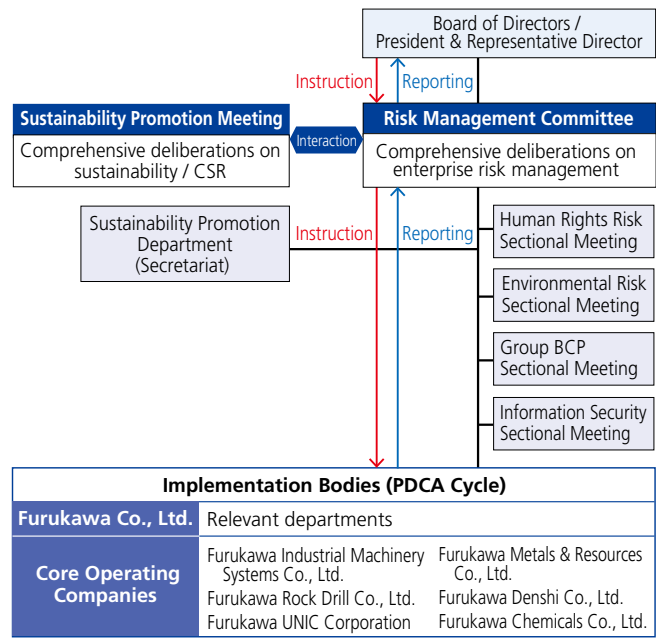 Board of Directors /
President & Representative Director
Instruction
Reporting
Sustainability Promotion Meeting
Comprehensive deliberations on
sustainability / CSR
Interaction
Risk Management Committee
Comprehensive deliberations on
enterprise risk management
Sustainability Promotion
Department
(Secretariat)
Instruction
Reporting
Human Rights Risk
Sectional Meeting
Environmental Risk
Sectional Meeting
Group BCP
Sectional Meeting
Information Security
Sectional Meeting
Implementation Bodies (PDCA Cycle)
Furukawa Co., Ltd.
Relevant departments
Core Operating
Companies
Furukawa Industrial Machinery
Systems Co., Ltd.
Furukawa Rock Drill Co., Ltd.
Furukawa UNIC Corporation
Furukawa Metals & Resources
Co., Ltd.
Furukawa Denshi Co., Ltd.
Furukawa Chemicals Co., Ltd.